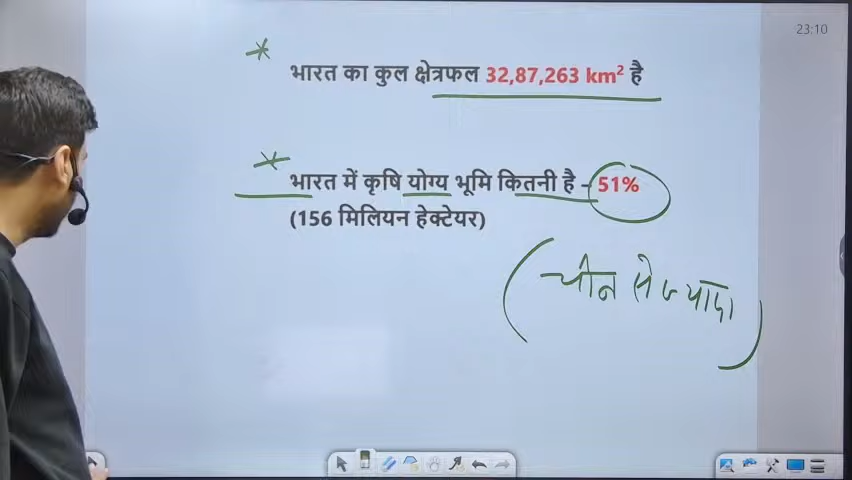 23:10
भारत का कुल क्षेत्रफल 32,87,263 km² है
भारत में कृषि योग्य भूमि कितनी है - 51%
(156 मिलियन हेक्टेयर)
(चीन से ज्यादा)